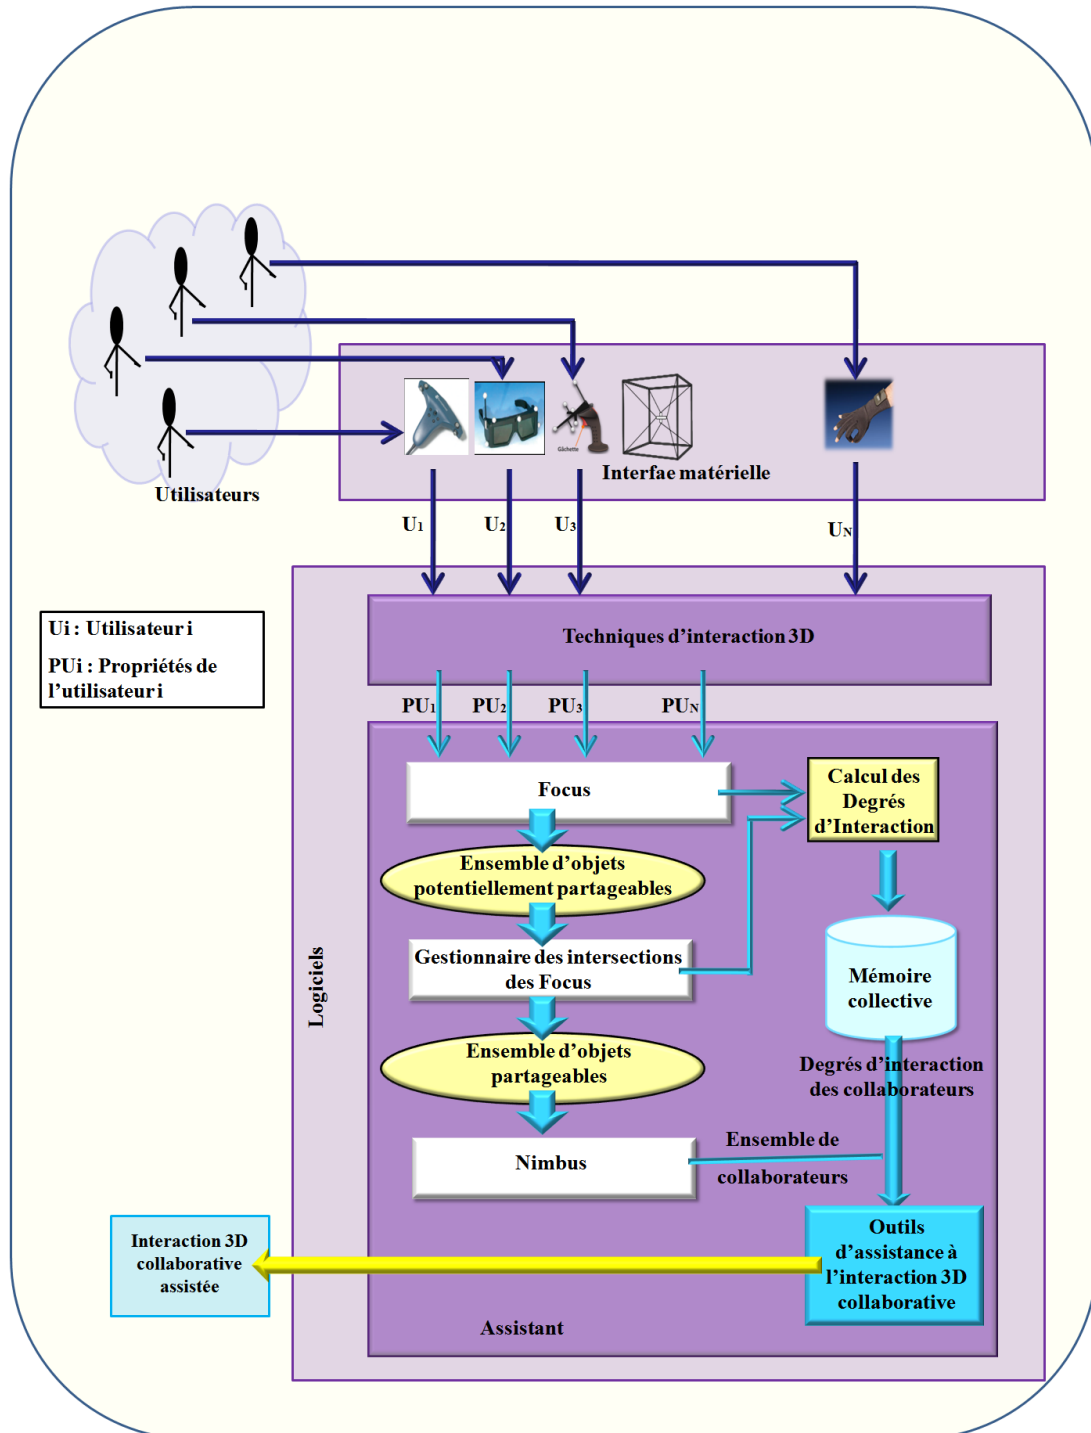 Gâchette
Interfae matérielle
Utilisateurs
U1
U2
U3
UN
Ui : Utilisateur i
PUi : Propriétés de
l'utilisateur i
Techniques d'interaction 3D
PU1
PU2
PU3
PUN
Focus
Calcul des
Degrés
d'Interaction
Ensemble d'objets
potentiellement partageables
Gestionnaire des intersections
des Focus
Mémoire
collective
Logiciels
Ensemble d'objets
partageables
Degrés d'interaction
des collaborateurs
Nimbus
Ensemble de
collaborateurs
Outils
d'assistance à
l'interaction 3D
collaborative
Interaction 3D
collaborative
assistée
Assistant